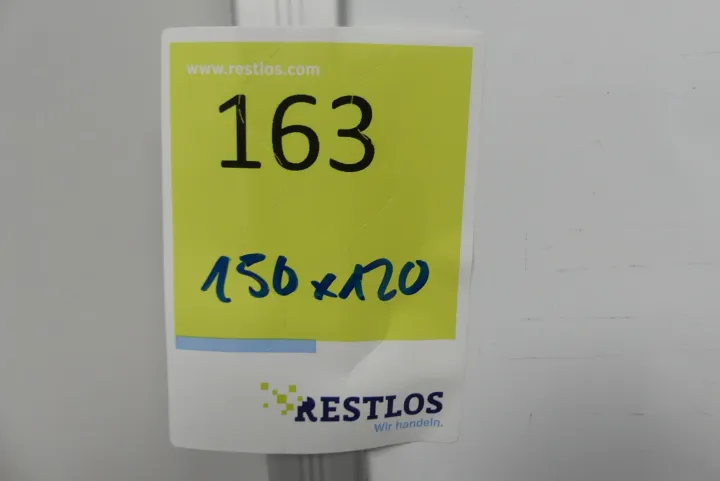 www.restlos.com
163
150x120
RESTLOS
Wir handeln.